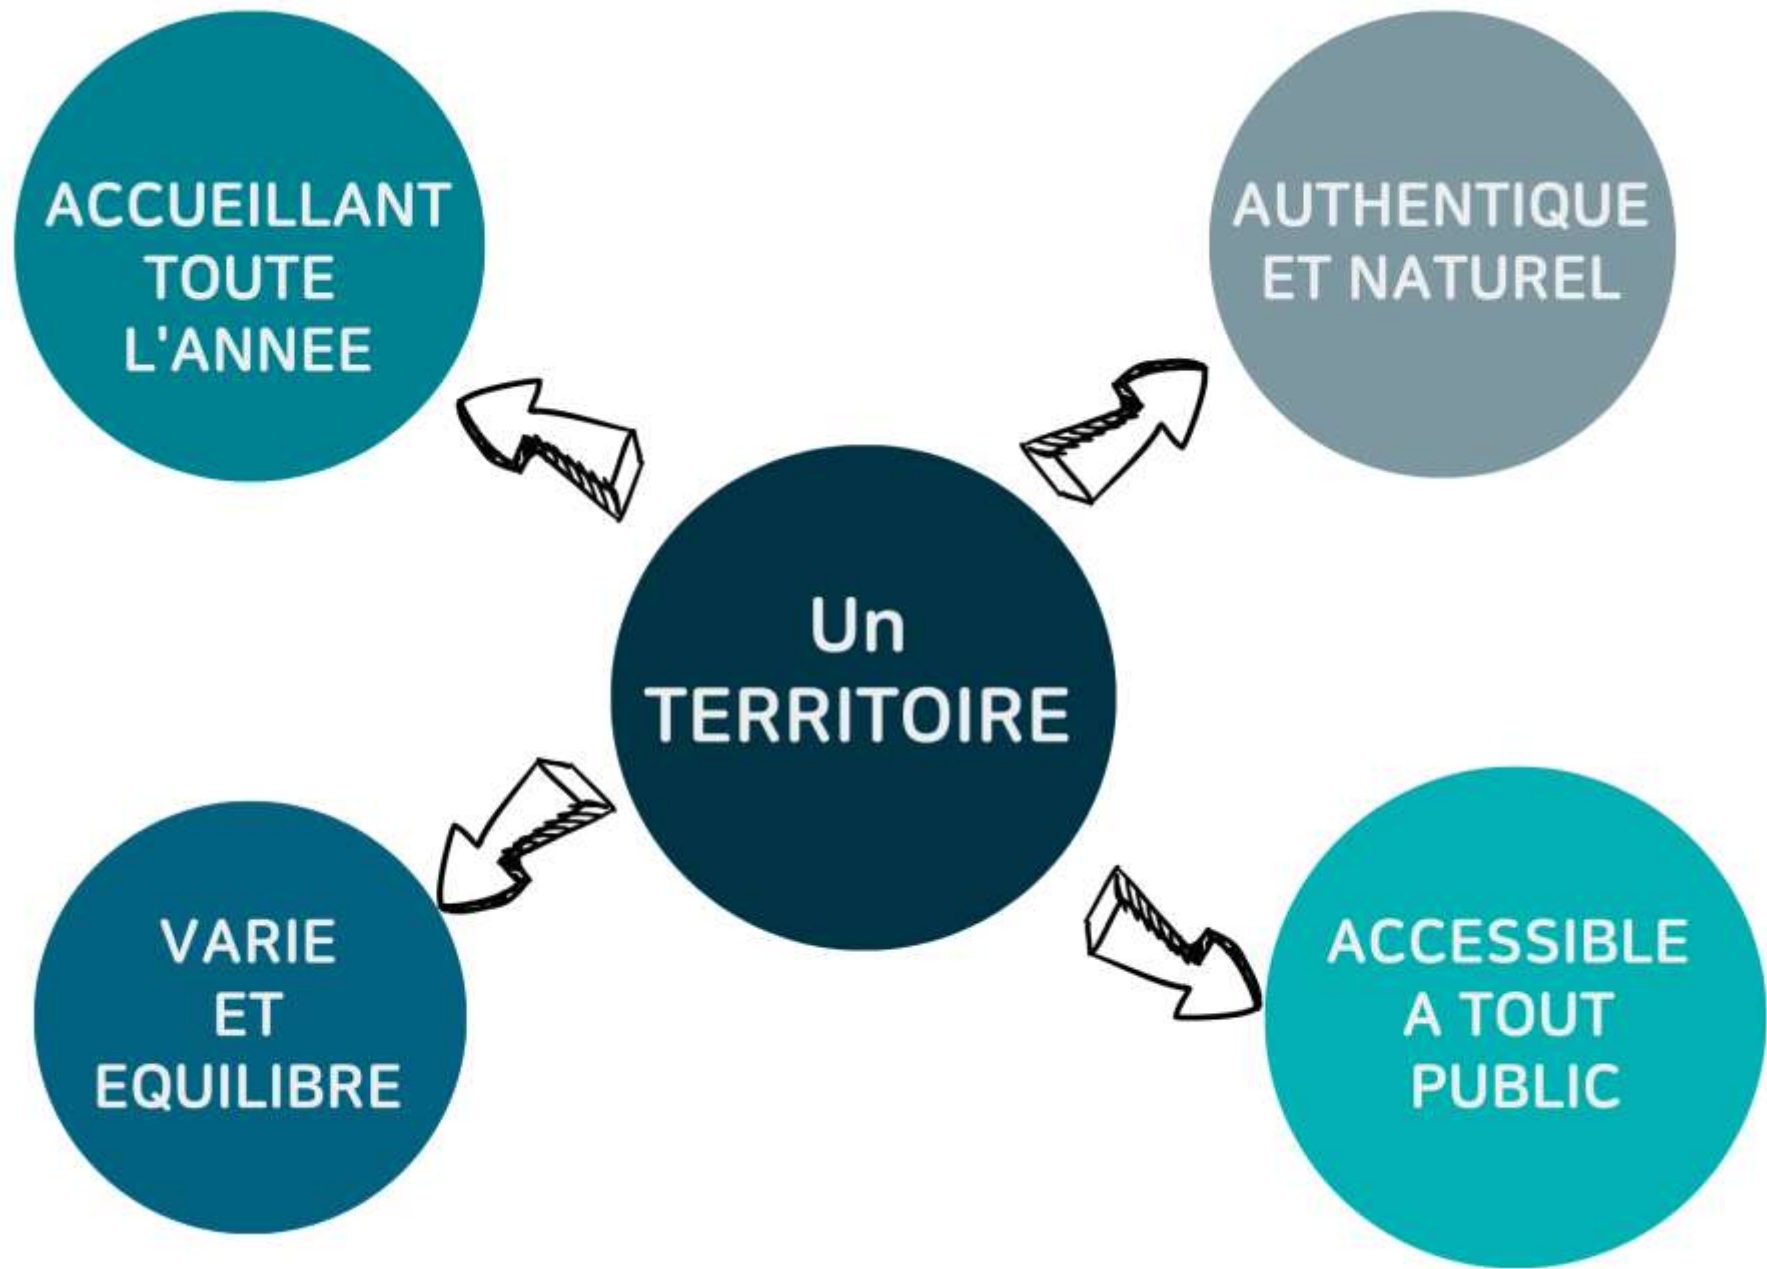 ACCUEILLANT
TOUTE
L'ANNEE
AUTHENTIQUE
ET NATUREL
Un
TERRITOIRE
VARIE
ET
EQUILIBRE
ACCESSIBLE
A TOUT
PUBLIC